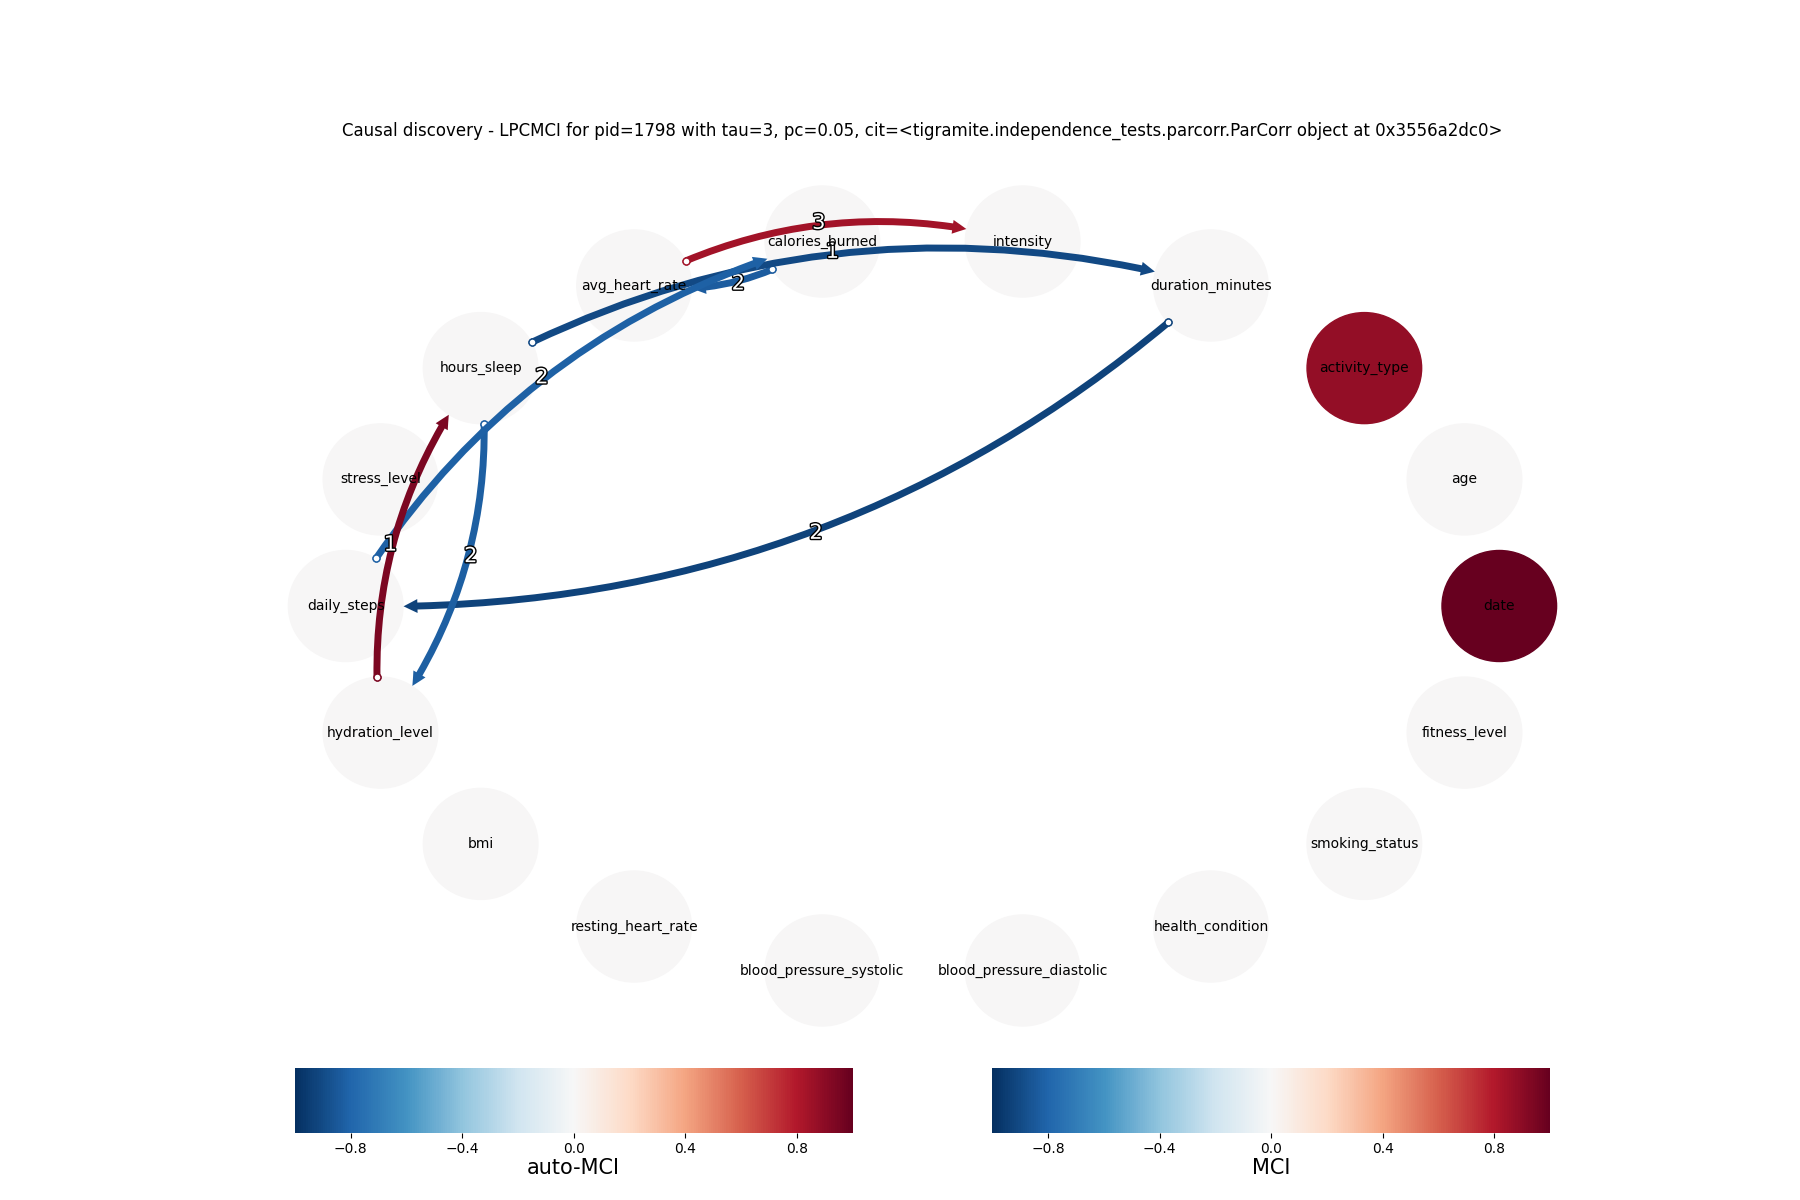 Causal discovery - LPCMCI for pid=1798 with tau=3, pc=0.05, cit=<tigramite.independence_tests.parcorr.ParCorr object at 0x3556a2dc0>
3
calories_burned
intensity
1
avg_heart_rate
2
duration_minutes
hours_sleep
2
activity_type
stress_level
age
1
2
2
daily_steps
date
hydration_level
fitness_level
bmi
smoking_status
resting_heart_rate
health_condition
blood_pressure_systolic
blood_pressure_diastolic
−0.8 −0.4 0.0 0.4 0.8
auto-MCI
−0.8 −0.4 0.0 0.4 0.8
MCI